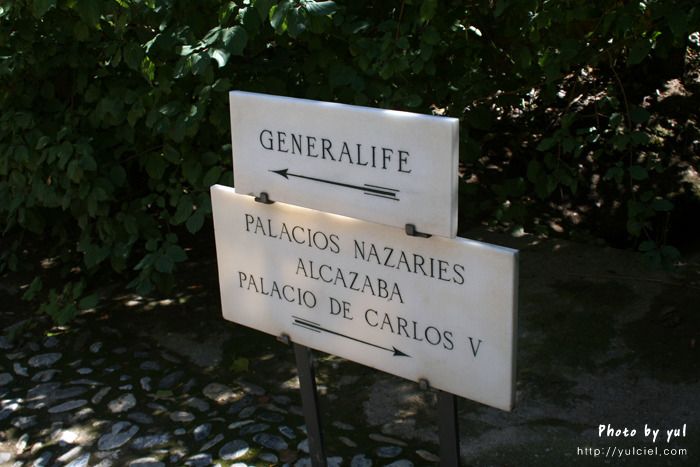 GENERALIFE
PALACIOS NAZARIES
ALCAZABA
PALACIO DE CARLOS V
Photo by yul
http://yulciel.com